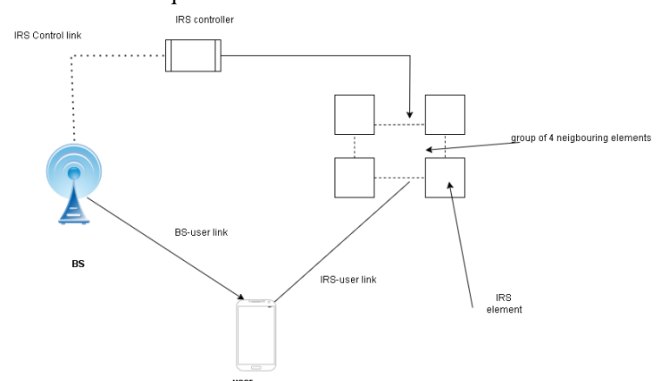 IRS controller
IRS Control link
group of 4 neigbouring elements
BS-user link
BS
IRS-user link
IRS
element